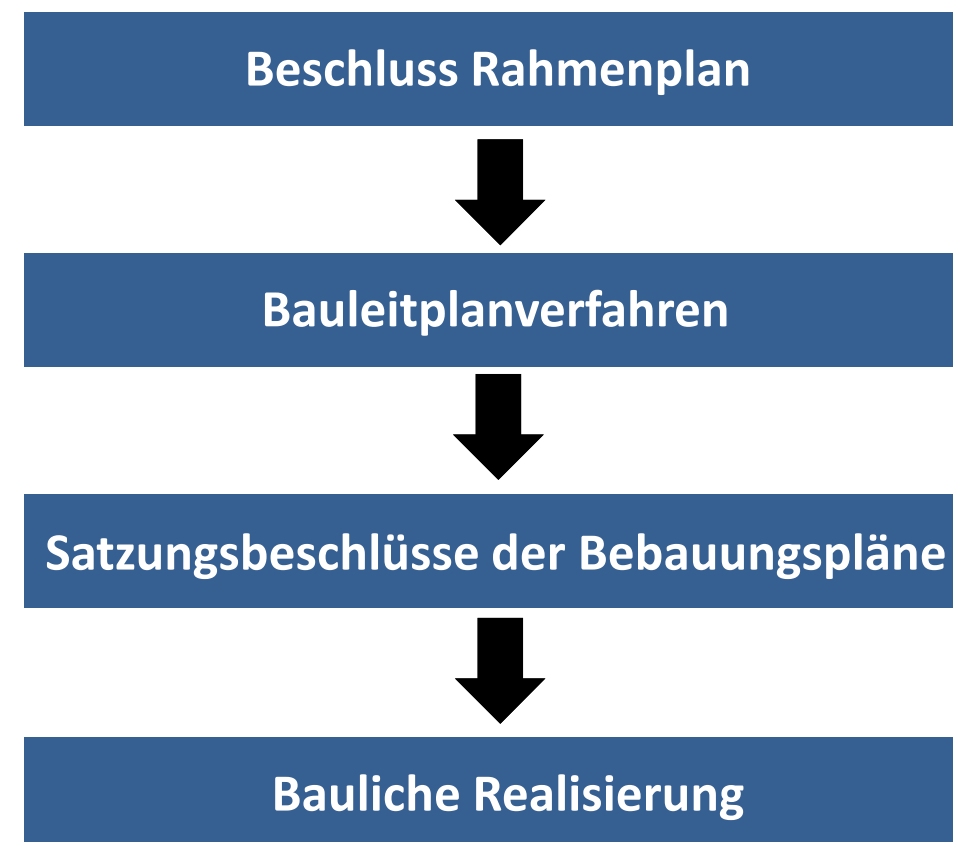 Beschluss Rahmenplan
Bauleitplanverfahren
Satzungsbeschlüsse der Bebauungspläne
Bauliche Realisierung